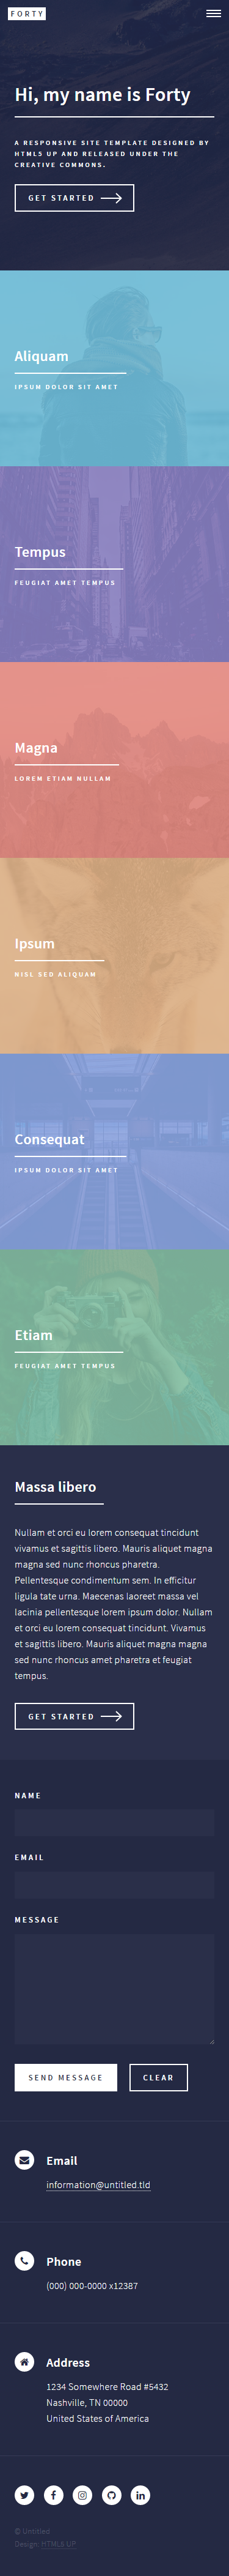 FORTY
Hi, my name is Forty
A RESPONSIVE SITE TEMPLATE DESIGNED BY
HTML5 UP AND RELEASED UNDER THE
CREATIVE COMMONS.
GET STARTED
Aliquam
IPSUM DOLOR SIT AMET
Tempus
FEUGIAT AMET TEMPUS
Magna
LOREM ETIAM NULLAM
Ipsum
NISL SED ALIQUAM
Consequat
IPSUM DOLOR SIT AMET
Etiam
FEUGIAT AMET TEMPUS
Massa libero
Nullam et orci eu lorem consequat tincidunt
vivamus et sagittis libero. Mauris aliquet magna
magna sed nunc rhoncus pharetra.
Pellentesque condimentum sem. In efficitur
ligula tate urna. Maecenas laoreet massa vel
lacinia pellentesque lorem ipsum dolor. Nullam
et orci eu lorem consequat tincidunt. Vivamus
et sagittis libero. Mauris aliquet magna magna
sed nunc rhoncus amet pharetra et feugiat
tempus.
GET STARTED
NAME
EMAIL
MESSAGE
SEND MESSAGE
CLEAR
Email
information@untitled.tld
Phone
(000) 000-0000 x12387
Address
1234 Somewhere Road #5432
Nashville, TN 00000
United States of America
© Untitled
Design: HTML5 UP